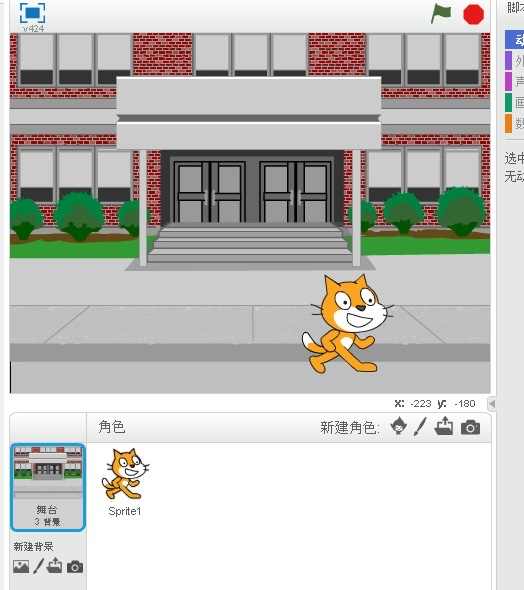 v424
脚本
动
外
声
画
数
选中
无动
x: -223 y: -180
角色
新建角色:
舞台
3 背景
Sprite1
新建背景